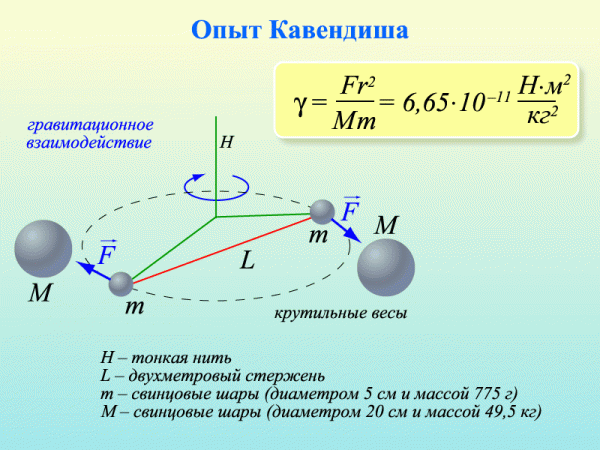 Опыт Кавендиша
γ = Fr² / Mm = 6,65·10⁻¹¹ Н·м² / кг²
гравитационное
взаимодействие
H
F
m
M
F
L
M
m
крутильные весы
H – тонкая нить
L – двухметровый стержень
m – свинцовые шары (диаметром 5 см и массой 775 г)
M – свинцовые шары (диаметром 20 см и массой 49,5 кг)